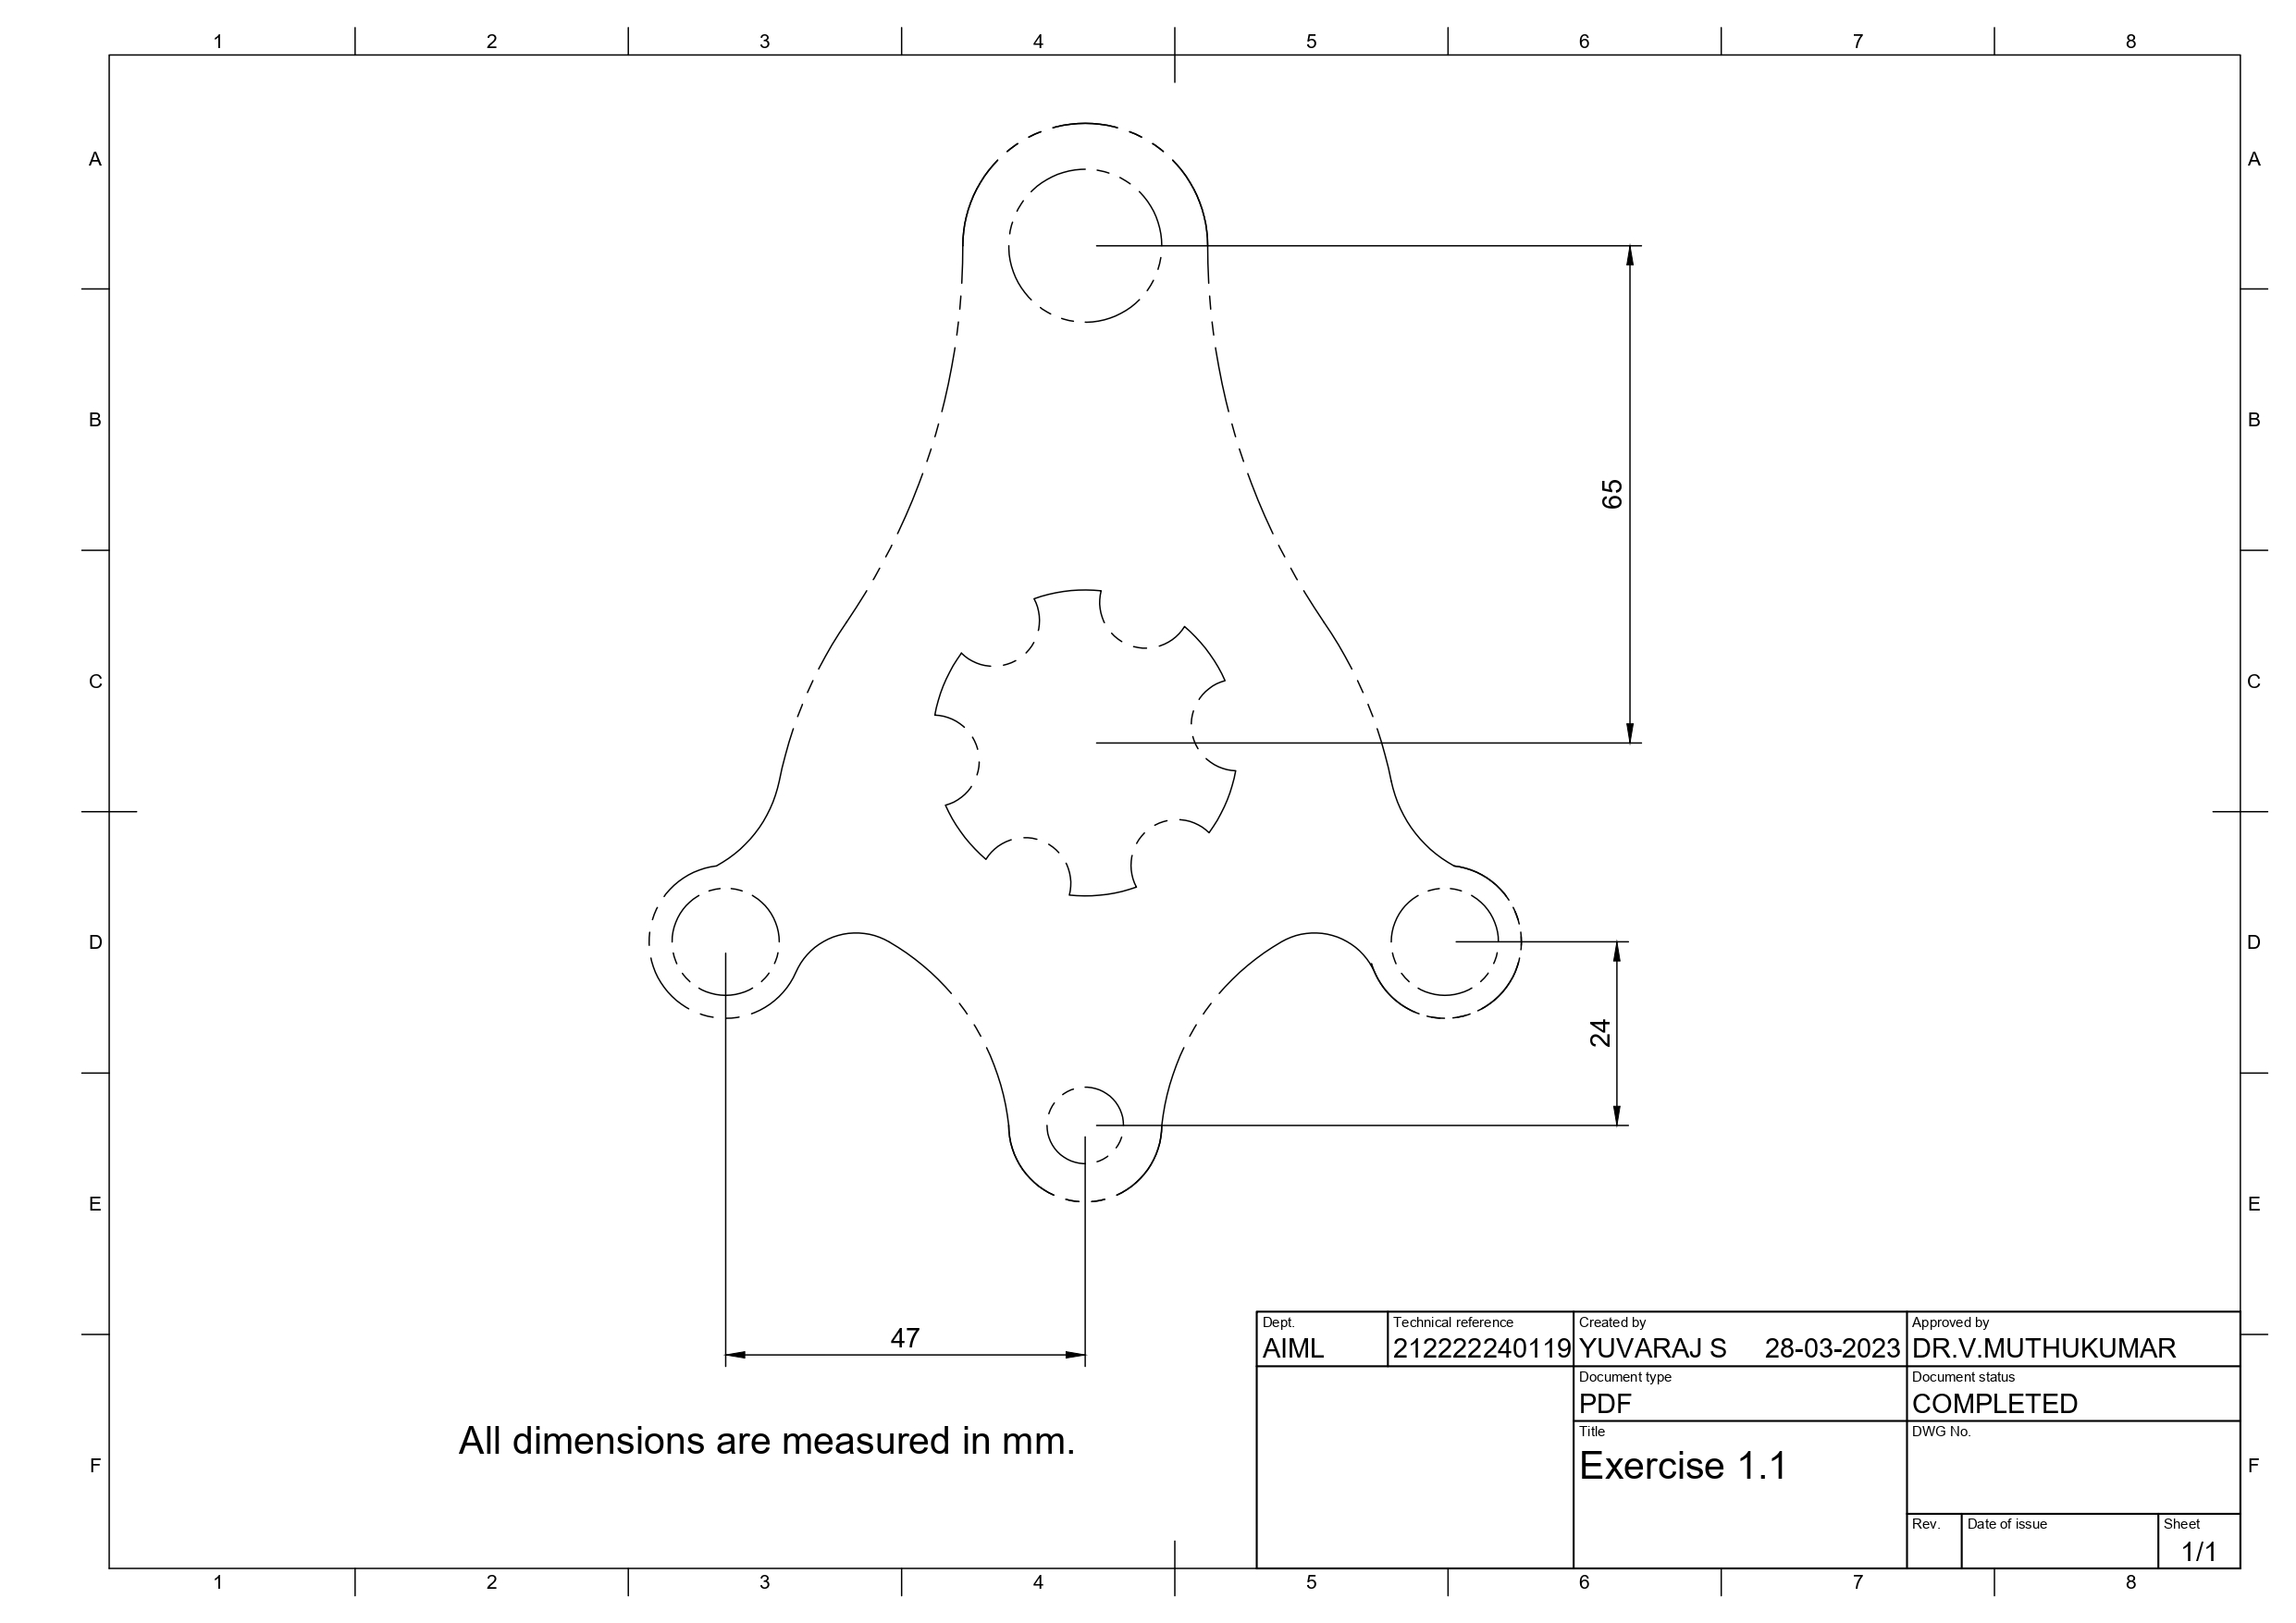 1 2 3 4 5 6 7 8
A A
B B
65
C C
D D
24
E E
47
Dept. Technical reference Created by Approved by
AIML 212222240119 YUVARAJ S 28-03-2023 DR.V.MUTHUKUMAR
Document type Document status
PDF COMPLETED
All dimensions are measured in mm.
Title DWG No.
Exercise 1.1
F F
Rev. Date of issue Sheet
1/1
1 2 3 4 5 6 7 8